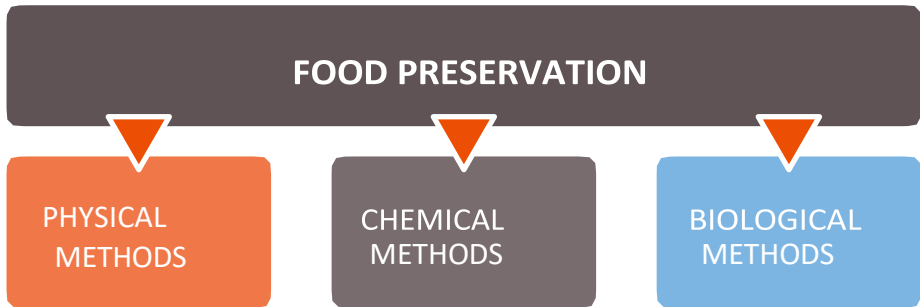 FOOD PRESERVATION
PHYSICAL
METHODS
CHEMICAL
METHODS
BIOLOGICAL
METHODS